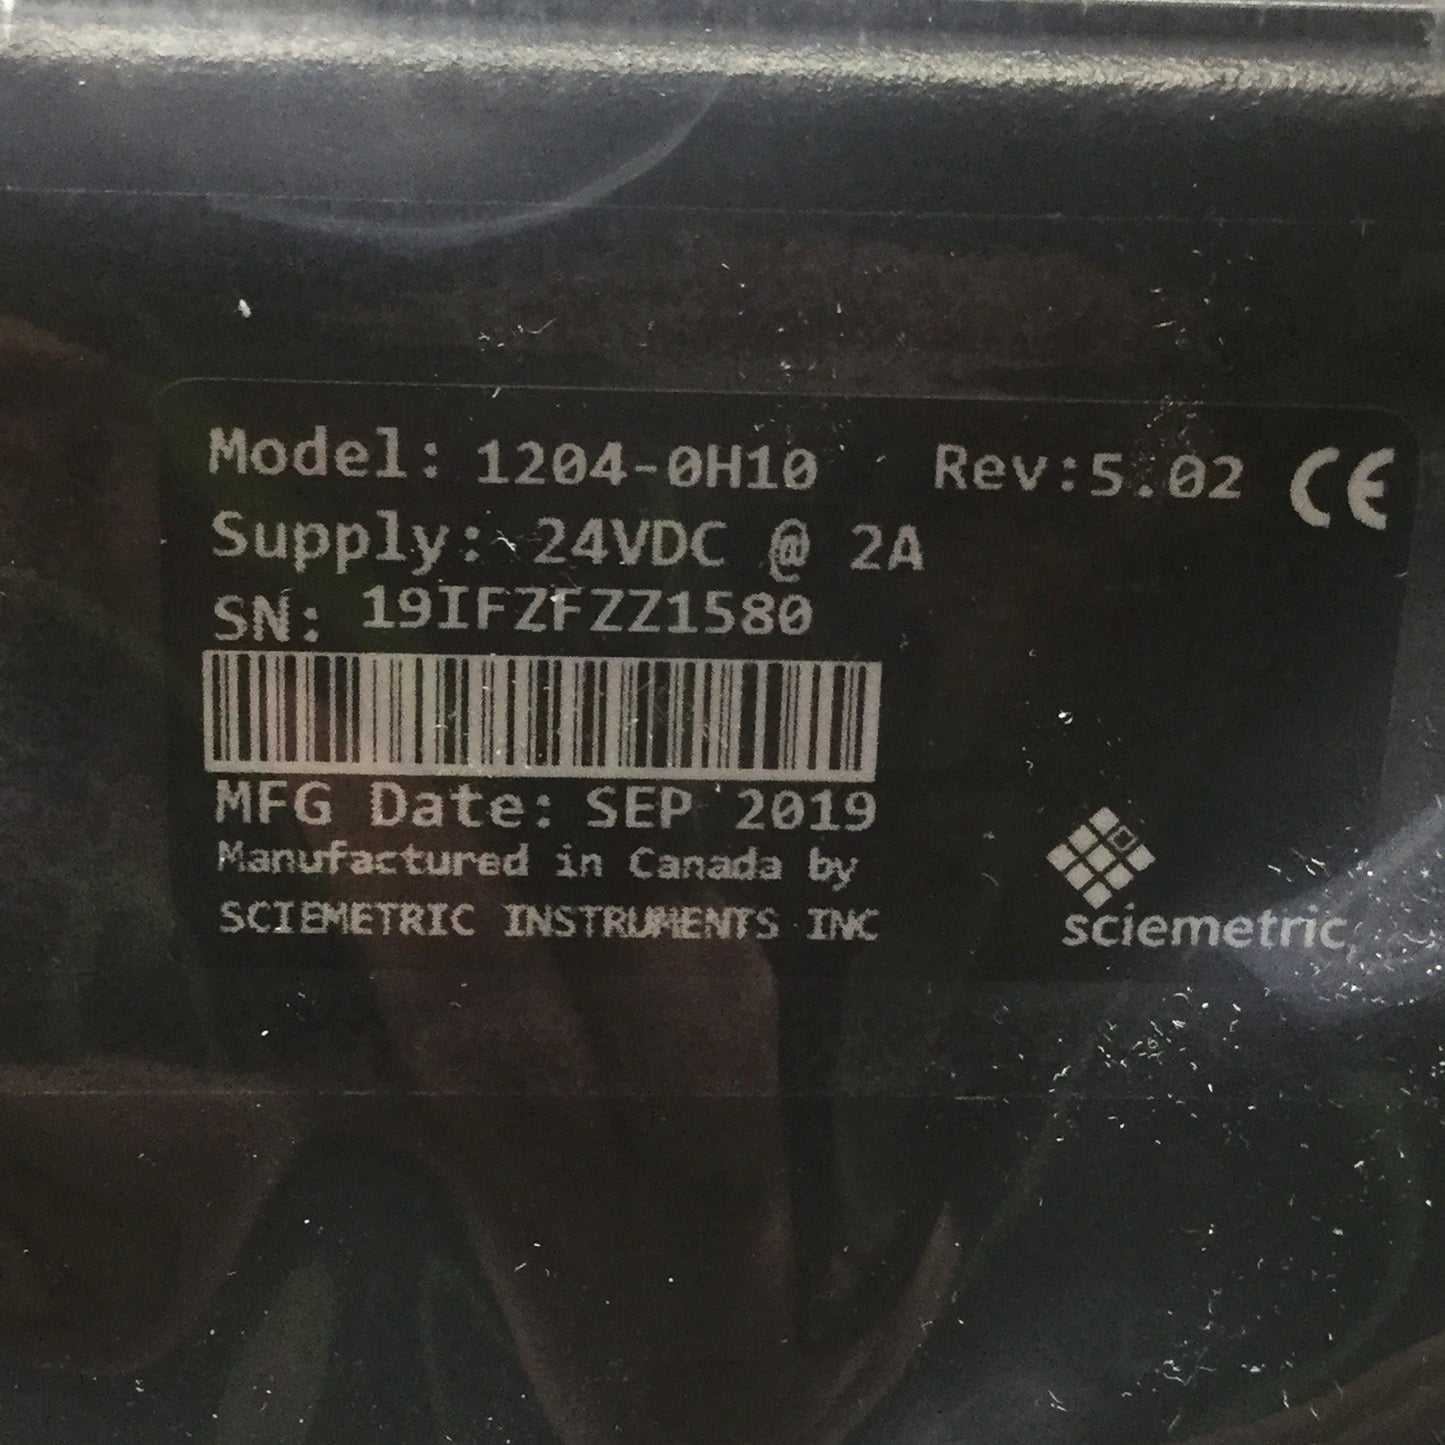 Model: 1204-0H10 Rev:5.02 CE
Supply: 24VDC @ 2A
SN: 19IFZFZZ1580
MFG Date: SEP 2019
Manufactured in Canada by
SCIEMETRIC INSTRUMENTS INC
sciemetric